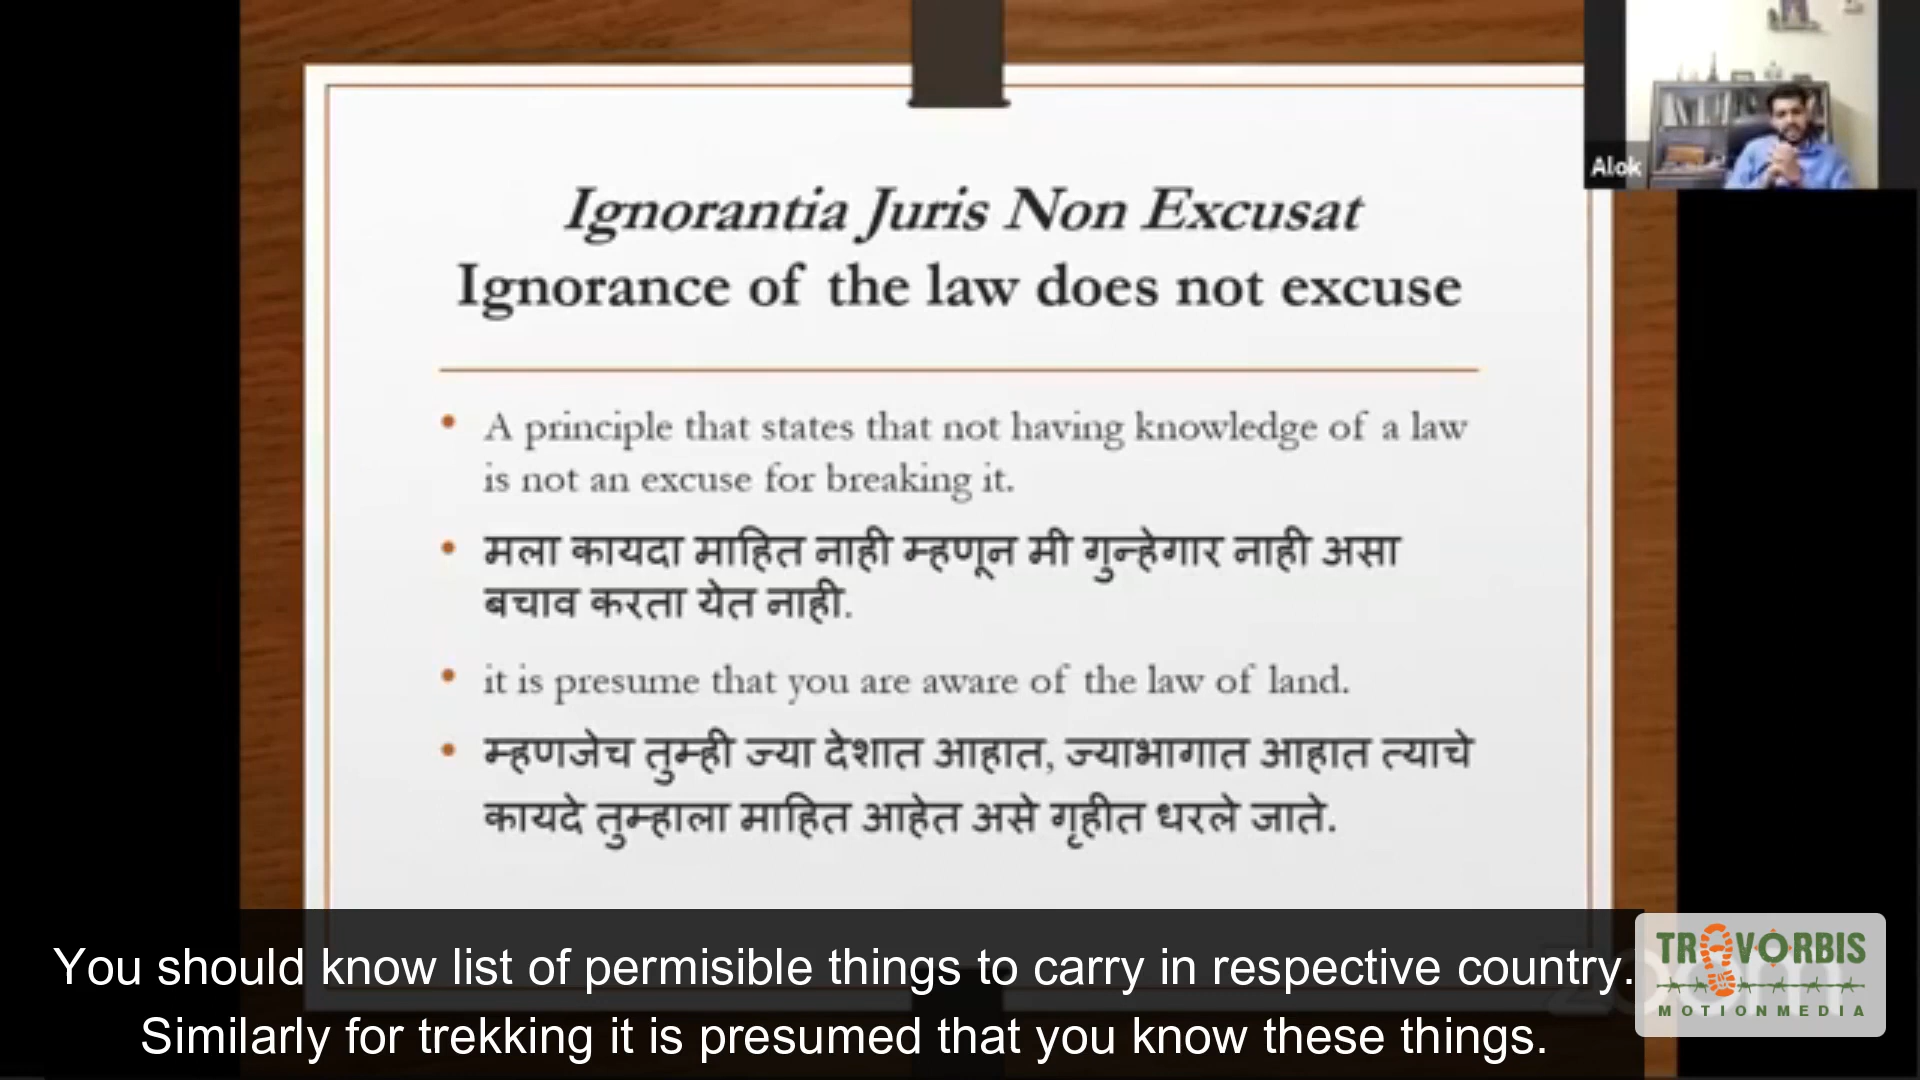 Alok
Ignorantia Juris Non Excusat
Ignorance of the law does not excuse
• A principle that states that not having knowledge of a law
is not an excuse for breaking it.
• मला कायदा माहित नाही म्हणून मी गुन्हेगार नाही असा
बचाव करता येत नाही.
• it is presume that you are aware of the law of land.
• म्हणजेच तुम्ही ज्या देशात आहात, ज्याभागात आहात त्याचे
कायदे तुम्हाला माहित आहेत असे गृहीत धरले जाते.
You should know list of permisible things to carry in respective country.
Similarly for trekking it is presumed that you know these things.
zoom
TRAVORBIS
MOTIONMEDIA